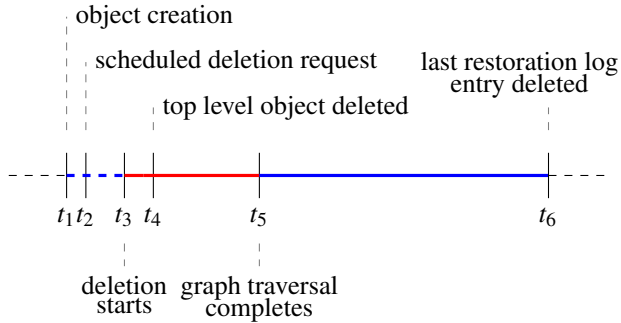 object creation
scheduled deletion request
last restoration log
entry deleted
top level object deleted
t1 t2 t3 t4 t5 t6
deletion
starts
graph traversal
completes